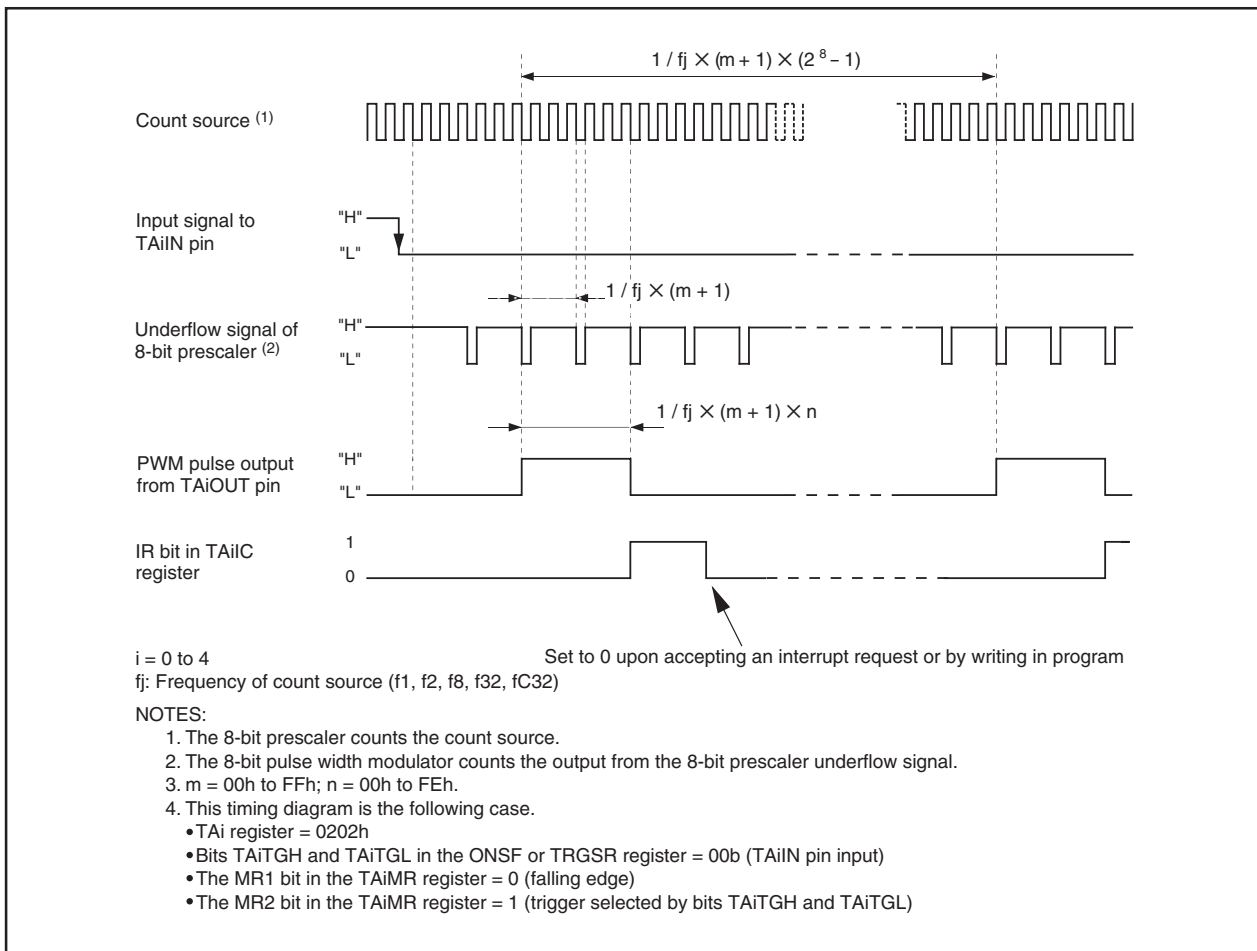 1 / fj × (m + 1) × (2⁸ – 1)
Count source (1)
Input signal to
TAiIN pin
"H"
"L"
1 / fj × (m + 1)
Underflow signal of
8-bit prescaler (2)
"H"
"L"
1 / fj × (m + 1) × n
PWM pulse output
from TAiOUT pin
"H"
"L"
IR bit in TAiIC
register
1
0
Set to 0 upon accepting an interrupt request or by writing in program
i = 0 to 4
fj: Frequency of count source (f1, f2, f8, f32, fC32)
NOTES:
1. The 8-bit prescaler counts the count source.
2. The 8-bit pulse width modulator counts the output from the 8-bit prescaler underflow signal.
3. m = 00h to FFh; n = 00h to FEh.
4. This timing diagram is the following case.
•TAi register = 0202h
•Bits TAiTGH and TAiTGL in the ONSF or TRGSR register = 00b (TAiIN pin input)
•The MR1 bit in the TAiMR register = 0 (falling edge)
•The MR2 bit in the TAiMR register = 1 (trigger selected by bits TAiTGH and TAiTGL)